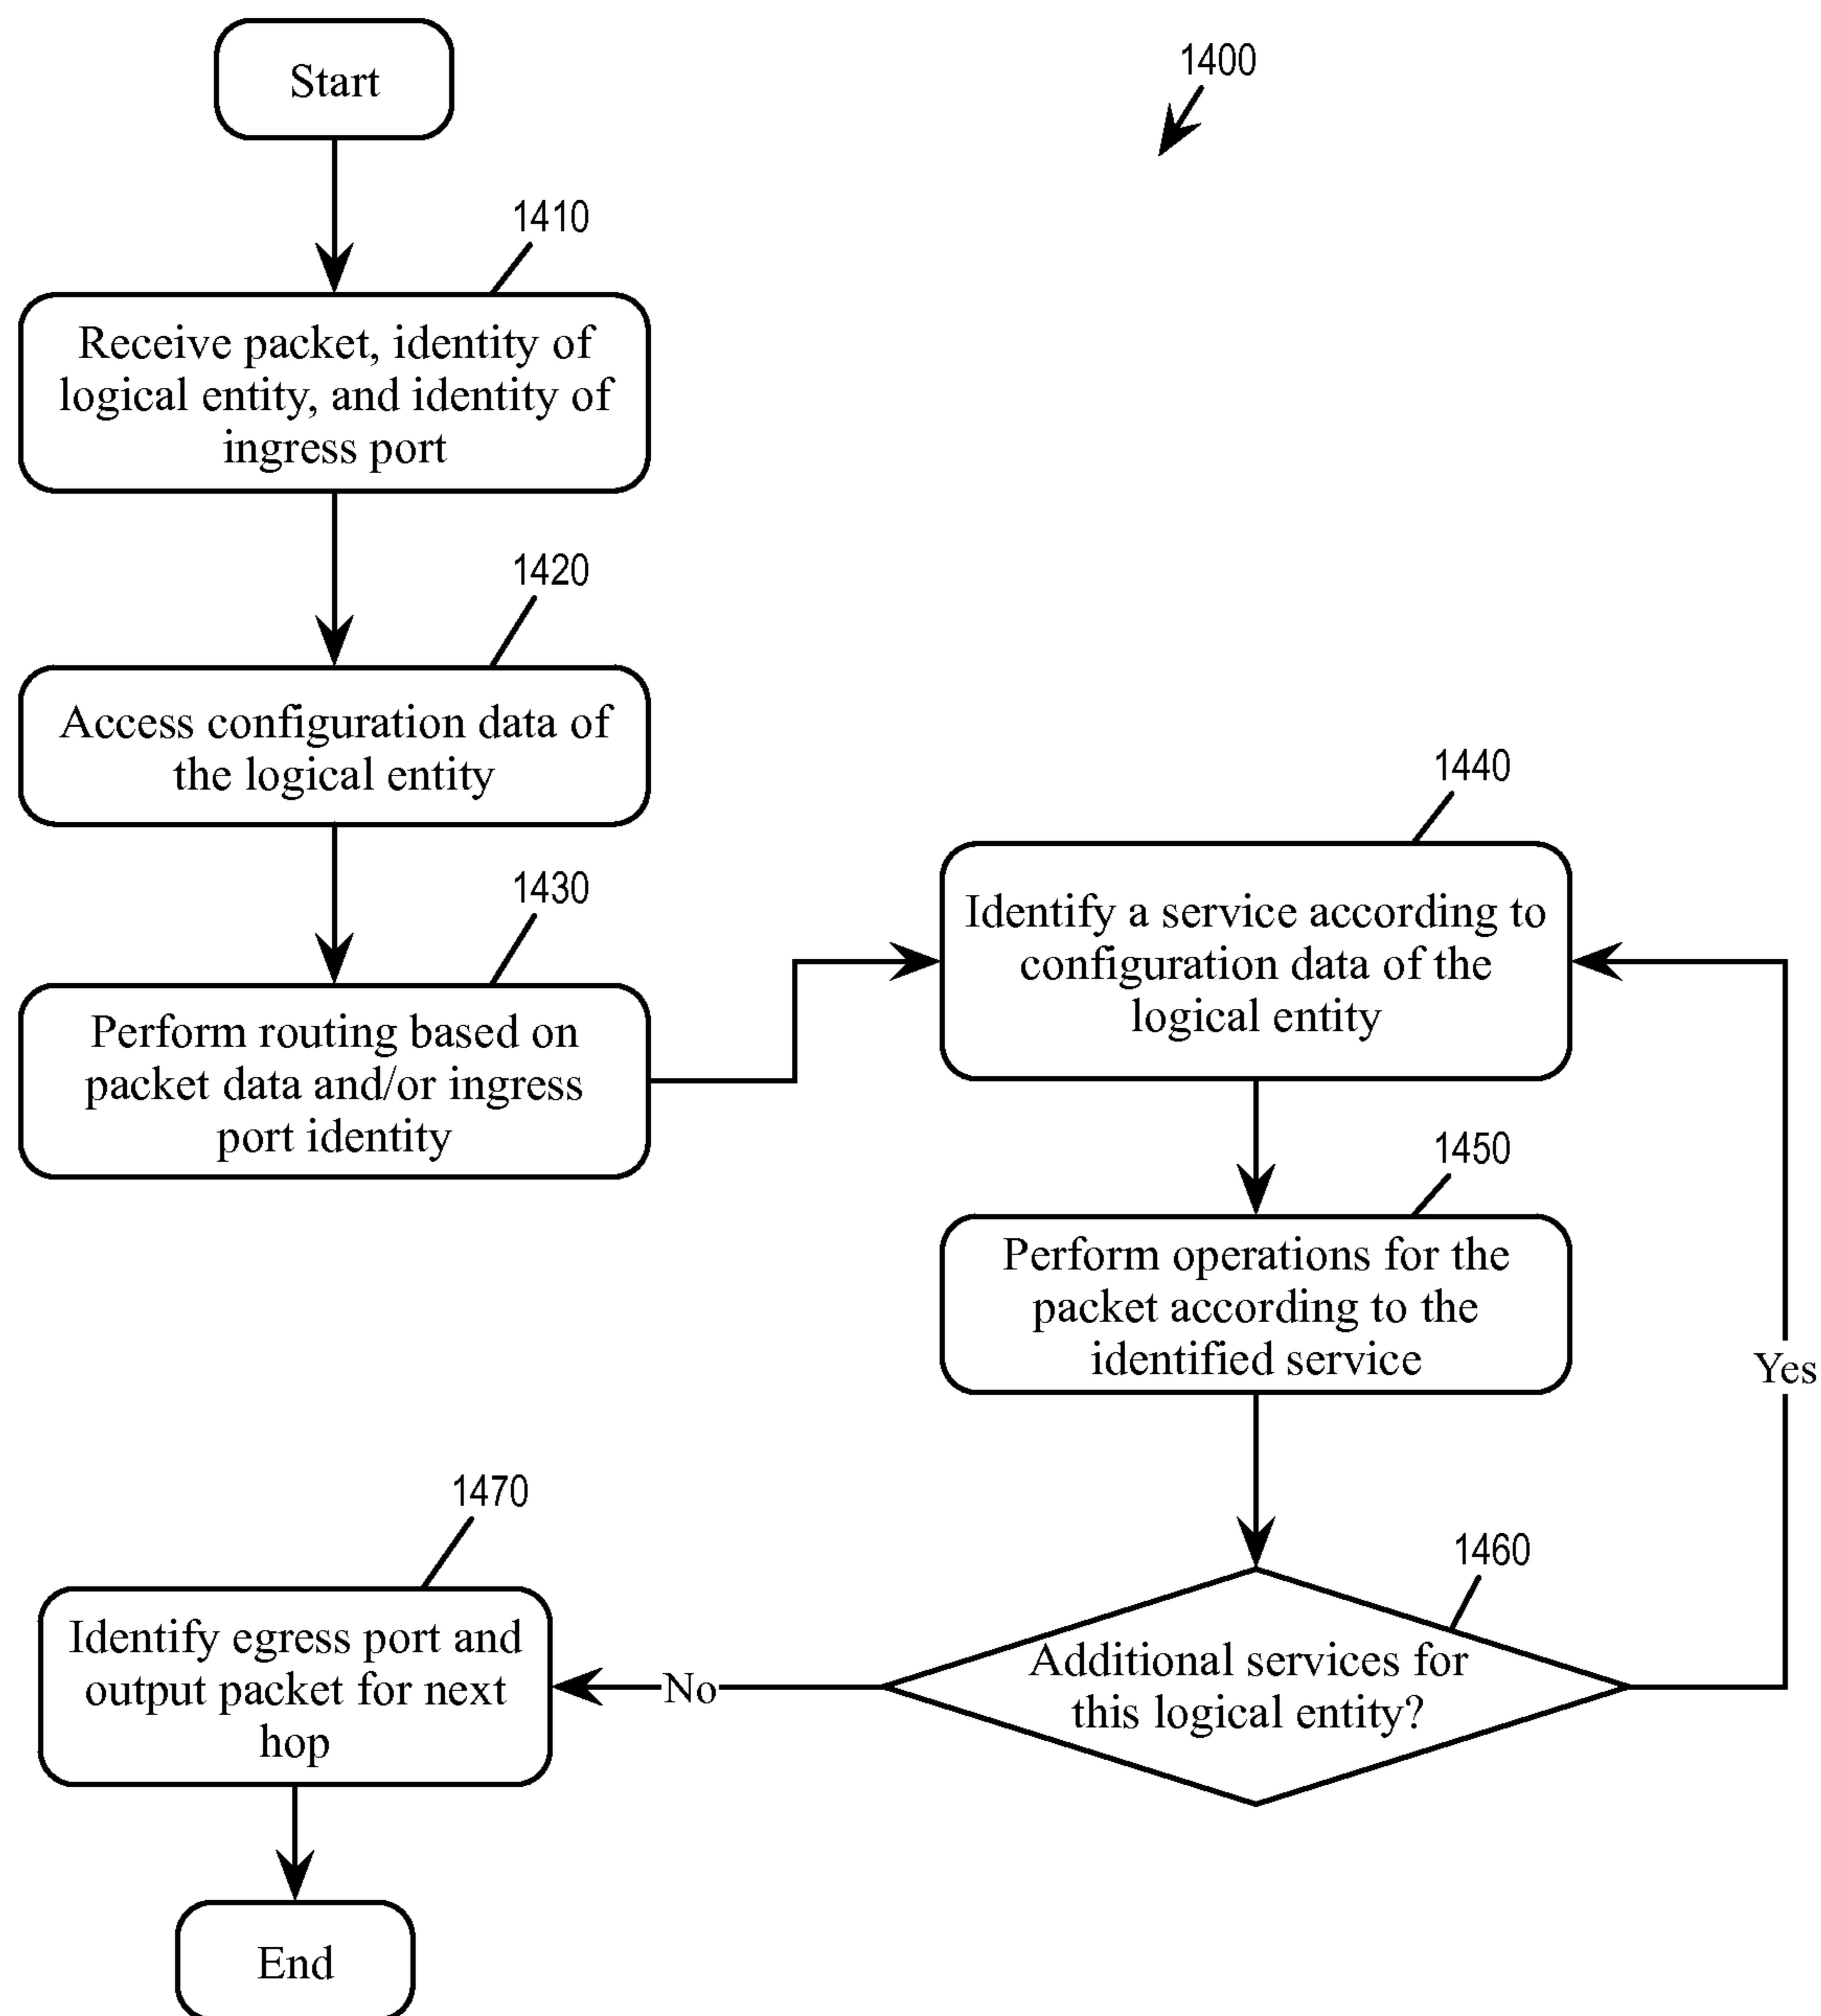 Start
1400
1410
Receive packet, identity of
logical entity, and identity of
ingress port
1420
Access configuration data of
the logical entity
1430
Perform routing based on
packet data and/or ingress
port identity
1440
Identify a service according to
configuration data of the
logical entity
1450
Perform operations for the
packet according to the
identified service
Yes
1460
Additional services for
this logical entity?
No
1470
Identify egress port and
output packet for next
hop
End